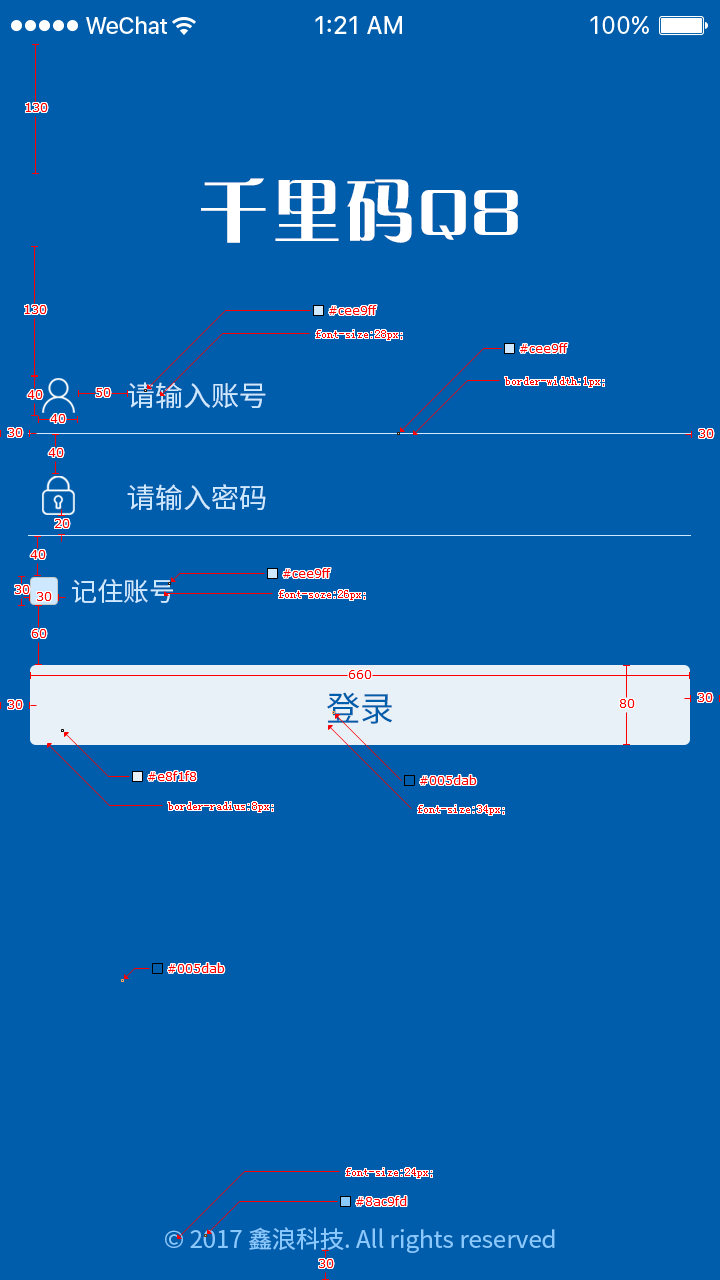 WeChat 1:21 AM 100%
130
千里码Q8
130
#cee9ff
font-size:28px;
#cee9ff
border-width:1px;
40 50 请输入账号
40
30 30
40
请输入密码
20
40
#cee9ff
30 30 记住账号 font-soze:26px;
60
660
30 登录 80 30
#e8f1f8 #005dab
border-radius:8px; font-size:34px;
#005dab
font-size:24px;
#8ac9fd
© 2017 鑫浪科技. All rights reserved
30